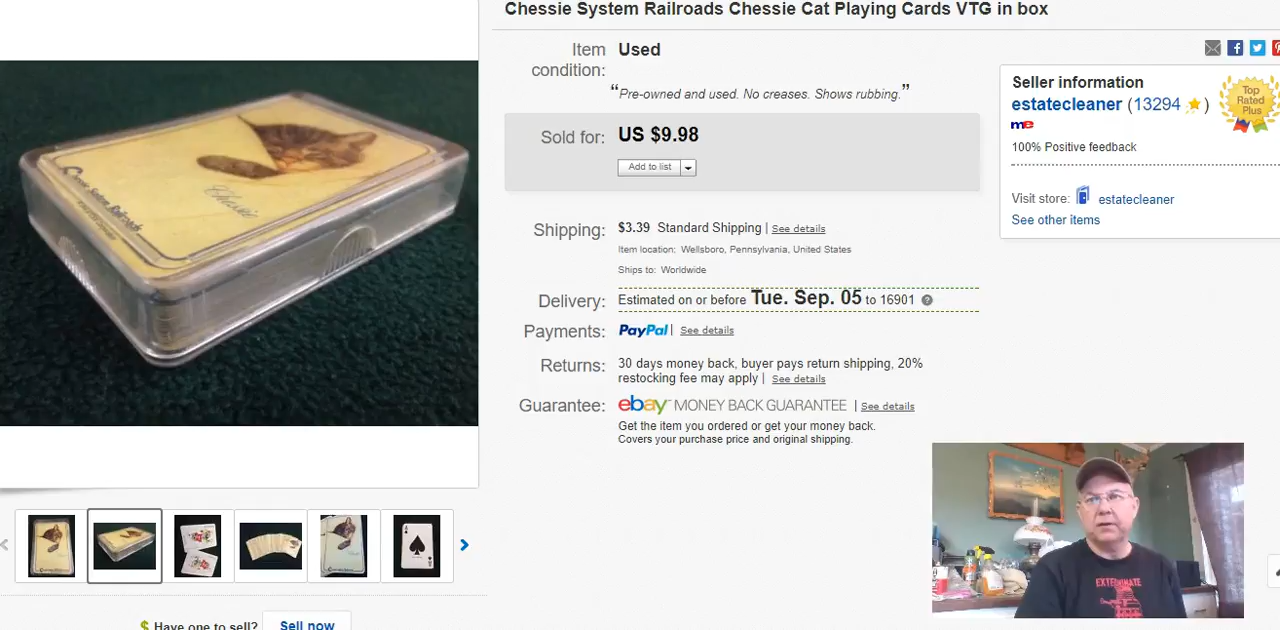 Chessie System Railroads Chessie Cat Playing Cards VTG in box
Item condition:
Used
“Pre-owned and used. No creases. Shows rubbing.”
Sold for:
US $9.98
Add to list
Shipping:
$3.39 Standard Shipping | See details
Item location: Wellsboro, Pennsylvania, United States
Ships to: Worldwide
Delivery:
Estimated on or before Tue. Sep. 05 to 16901 ?
Payments:
PayPal | See details
Returns:
30 days money back, buyer pays return shipping, 20%
restocking fee may apply | See details
Guarantee:
ebay MONEY BACK GUARANTEE | See details
Get the item you ordered or get your money back.
Covers your purchase price and original shipping.
Seller information
estatecleaner (13294 )
me
100% Positive feedback
Top
Rated
Plus
Visit store: estatecleaner
See other items
Chessie System Railroads
Chessie
$ Have one to sell?
Sell now
EXTERMINATE